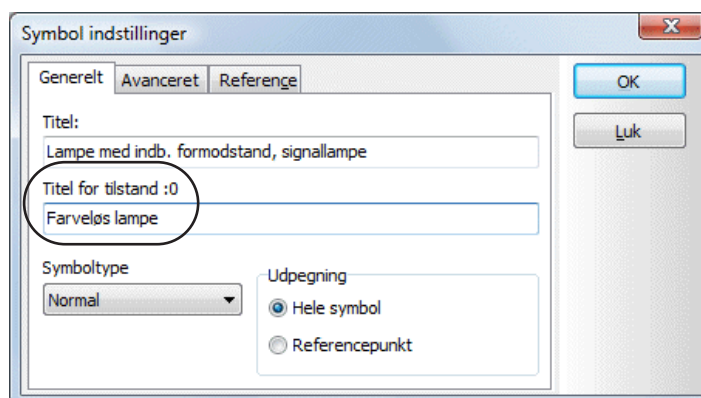 Symbol indstillinger
Generelt Avanceret Reference
OK
Luk
Titel:
Lampe med indb. formodstand, signallampe
Titel for tilstand :0
Farveløs lampe
Symboltype
Normal
Udpegning
Hele symbol
Referencepunkt